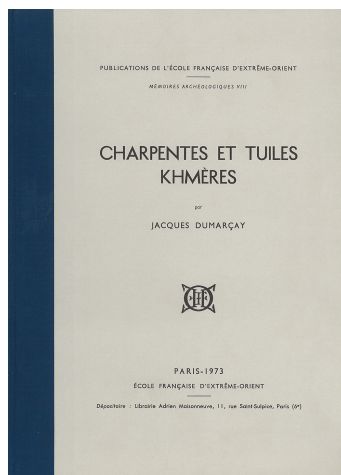 PUBLICATIONS DE L'ÉCOLE FRANÇAISE D'EXTRÊME-ORIENT
MÉMOIRES ARCHÉOLOGIQUES VIII
CHARPENTES ET TUILES
KHMÈRES
par
JACQUES DUMARÇAY
PARIS-1973
ÉCOLE FRANÇAISE D'EXTRÊME-ORIENT
Dépositaire : Librairie Adrien Maisonneuve, 11, rue Saint-Sulpice, Paris (6e)